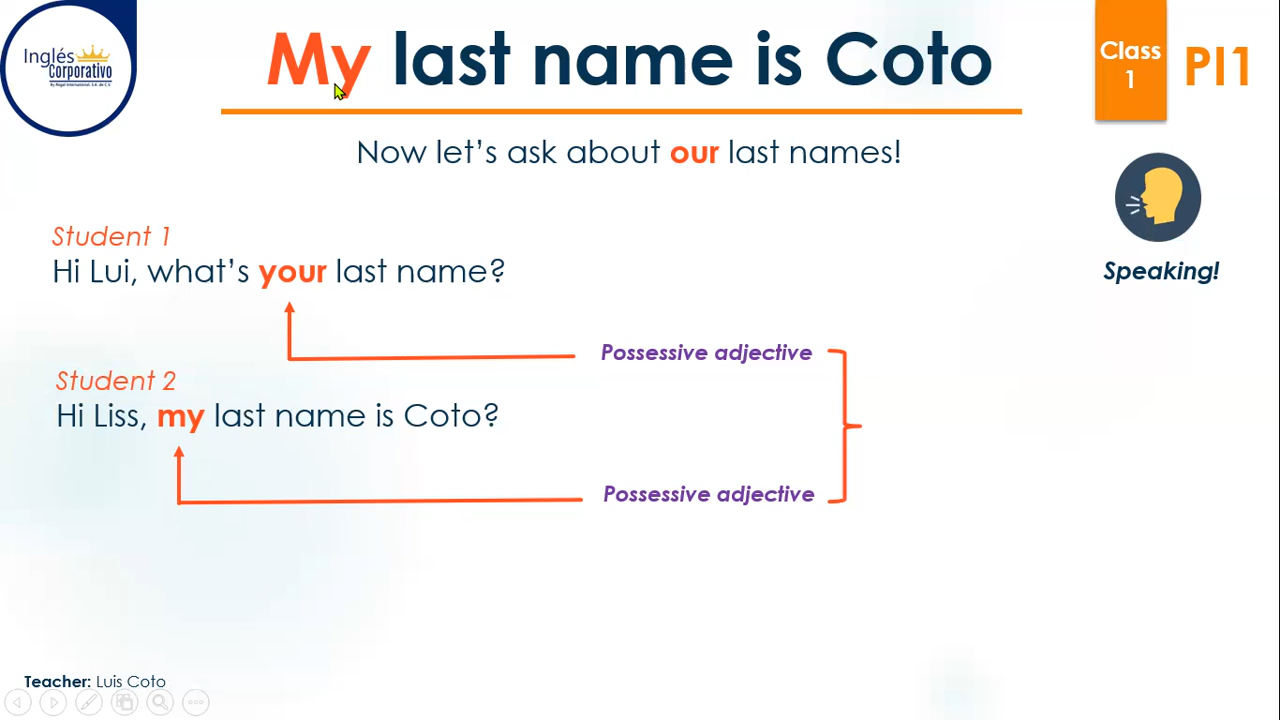 Inglés
Corporativo
My last name is Coto
Class
1
PI1
Now let's ask about our last names!
Speaking!
Student 1
Hi Lui, what's your last name?
Possessive adjective
Student 2
Hi Liss, my last name is Coto?
Possessive adjective
Teacher: Luis Coto